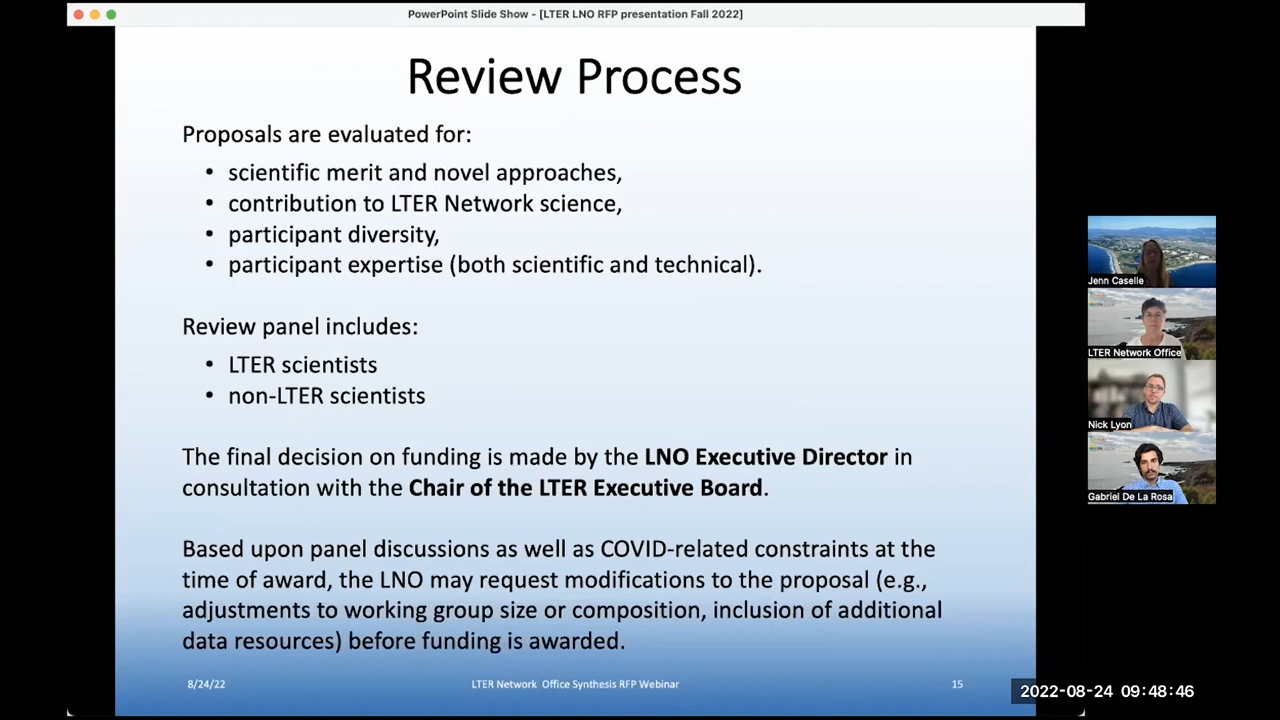 PowerPoint Slide Show - [LTER LNO RFP presentation Fall 2022]
Review Process
Proposals are evaluated for:
• scientific merit and novel approaches,
• contribution to LTER Network science,
• participant diversity,
• participant expertise (both scientific and technical).
Review panel includes:
• LTER scientists
• non-LTER scientists
The final decision on funding is made by the LNO Executive Director in
consultation with the Chair of the LTER Executive Board.
Based upon panel discussions as well as COVID-related constraints at the
time of award, the LNO may request modifications to the proposal (e.g.,
adjustments to working group size or composition, inclusion of additional
data resources) before funding is awarded.
8/24/22
LTER Network Office Synthesis RFP Webinar
15
Jenn Caselle
LTER Network Office
Nick Lyon
Gabriel De La Rosa
2022-08-24 09:48:46